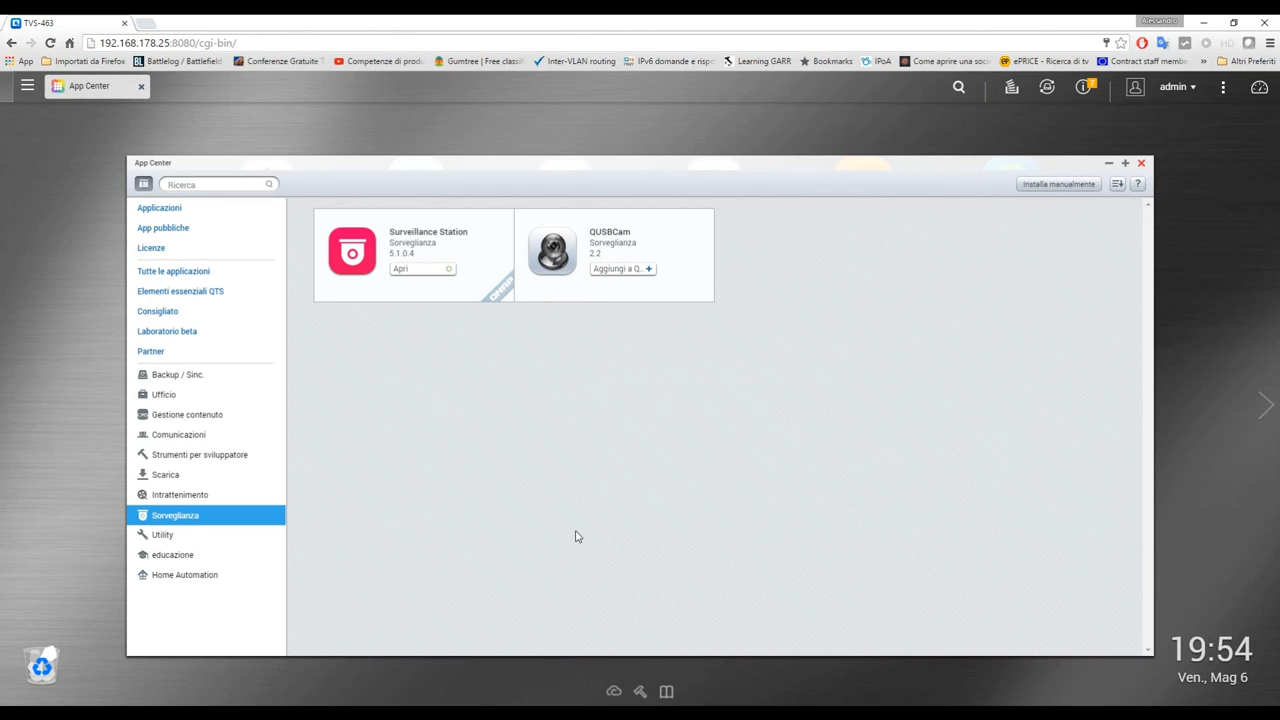 TVS-463
Alessandro
192.168.178.25:8080/cgi-bin/
App
Importati da Firefox
Battlelog / Battlefield
Conferenze Gratuite
Competenze di produ
Gumtree | Free classif
Inter-VLAN routing
IPv6 domande e rispo
Learning GARR
Bookmarks
IPoA
Come aprire una soci
ePRICE - Ricerca di tv
Contract staff membe
» Altri Preferiti
App Center
admin
App Center
Ricerca
Installa manualmente
?
Applicazioni
App pubbliche
Licenze
Tutte le applicazioni
Elementi essenziali QTS
Consigliato
Laboratorio beta
Partner
Backup / Sinc.
Ufficio
Gestione contenuto
Comunicazioni
Strumenti per sviluppatore
Scarica
Intrattenimento
Sorveglianza
Utility
educazione
Home Automation
Surveillance Station
Sorveglianza
5.1.0.4
Apri
QNAP
QUSBCam
Sorveglianza
2.2
Aggiungi a Q.. +
19:54
Ven., Mag 6